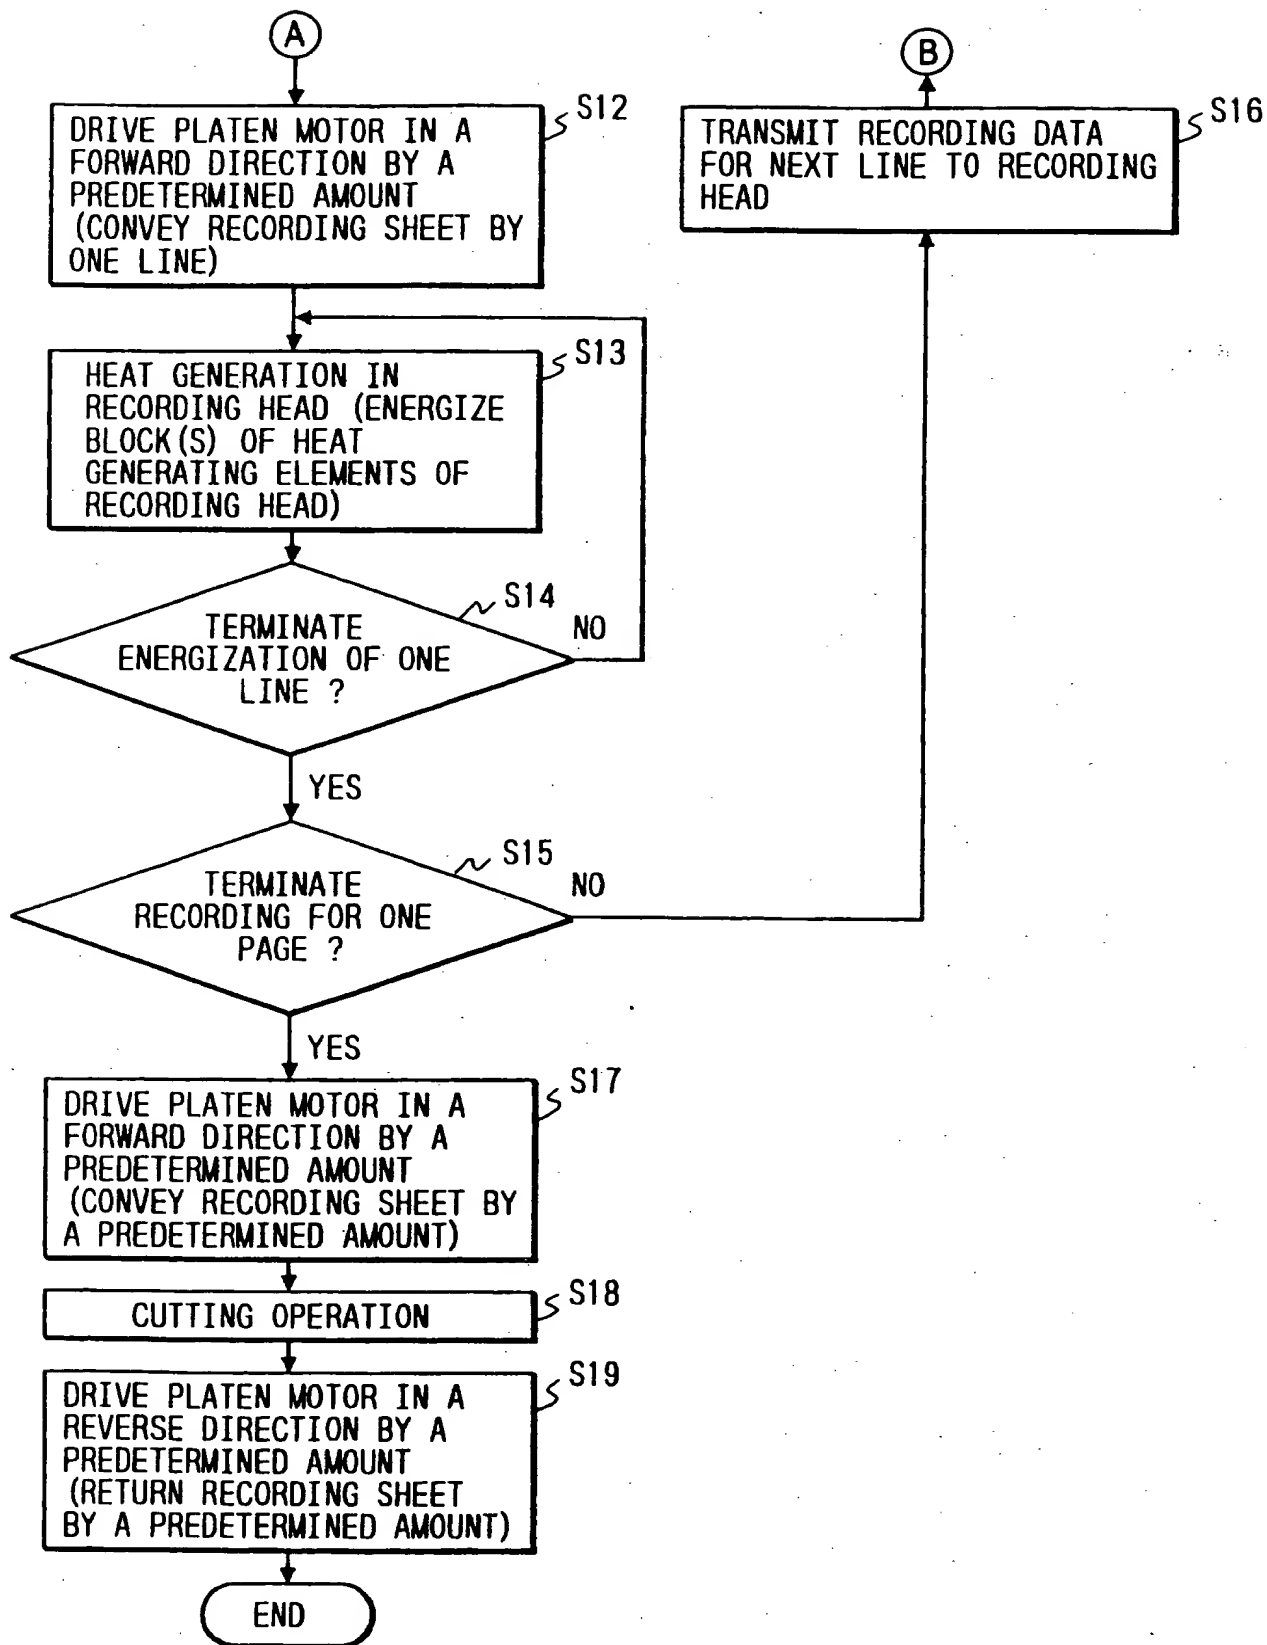 A
S12
DRIVE PLATEN MOTOR IN A
FORWARD DIRECTION BY A
PREDETERMINED AMOUNT
(CONVEY RECORDING SHEET BY
ONE LINE)
S13
HEAT GENERATION IN
RECORDING HEAD (ENERGIZE
BLOCK(S) OF HEAT
GENERATING ELEMENTS OF
RECORDING HEAD)
S14
TERMINATE
ENERGIZATION OF ONE
LINE ?
NO
YES
S15
TERMINATE
RECORDING FOR ONE
PAGE ?
NO
YES
B
S16
TRANSMIT RECORDING DATA
FOR NEXT LINE TO RECORDING
HEAD
S17
DRIVE PLATEN MOTOR IN A
FORWARD DIRECTION BY A
PREDETERMINED AMOUNT
(CONVEY RECORDING SHEET BY
A PREDETERMINED AMOUNT)
S18
CUTTING OPERATION
S19
DRIVE PLATEN MOTOR IN A
REVERSE DIRECTION BY A
PREDETERMINED AMOUNT
(RETURN RECORDING SHEET
BY A PREDETERMINED AMOUNT)
END